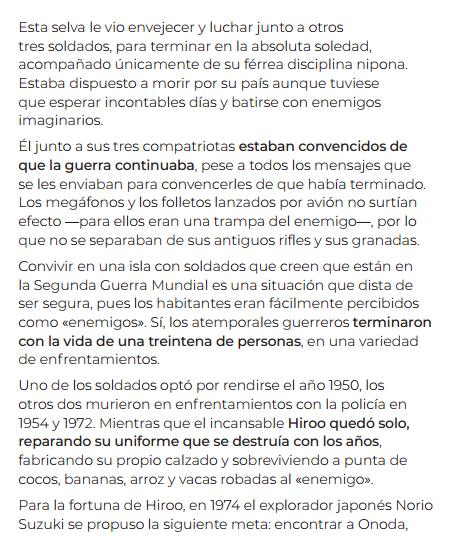 Esta selva le vio envejecer y luchar junto a otros
tres soldados, para terminar en la absoluta soledad,
acompañado únicamente de su férrea disciplina nipona.
Estaba dispuesto a morir por su país aunque tuviese
que esperar incontables días y batirse con enemigos
imaginarios.
Él junto a sus tres compatriotas estaban convencidos de
que la guerra continuaba, pese a todos los mensajes que
se les enviaban para convencerles de que había terminado.
Los megáfonos y los folletos lanzados por avión no surtían
efecto —para ellos eran una trampa del enemigo—, por lo
que no se separaban de sus antiguos rifles y sus granadas.
Convivir en una isla con soldados que creen que están en
la Segunda Guerra Mundial es una situación que dista de
ser segura, pues los habitantes eran fácilmente percibidos
como «enemigos». Sí, los atemporales guerreros terminaron
con la vida de una treintena de personas, en una variedad
de enfrentamientos.
Uno de los soldados optó por rendirse el año 1950, los
otros dos murieron en enfrentamientos con la policía en
1954 y 1972. Mientras que el incansable Hiroo quedó solo,
reparando su uniforme que se destruía con los años,
fabricando su propio calzado y sobreviviendo a punta de
cocos, bananas, arroz y vacas robadas al «enemigo».
Para la fortuna de Hiroo, en 1974 el explorador japonés Norio
Suzuki se propuso la siguiente meta: encontrar a Onoda,